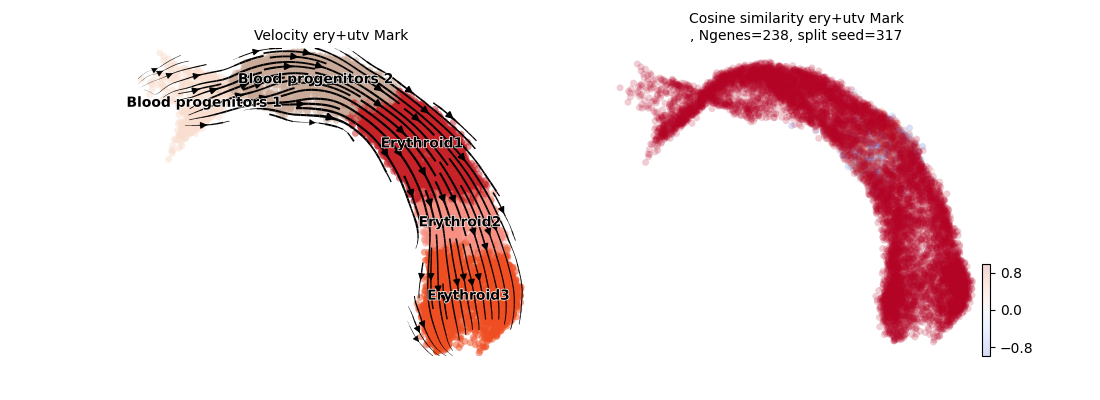 Velocity ery+utv Mark
Blood progenitors 2
Blood progenitors 1
Erythroid1
Erythroid2
Erythroid3
Cosine similarity ery+utv Mark
, Ngenes=238, split seed=317
0.8
0.0
−0.8